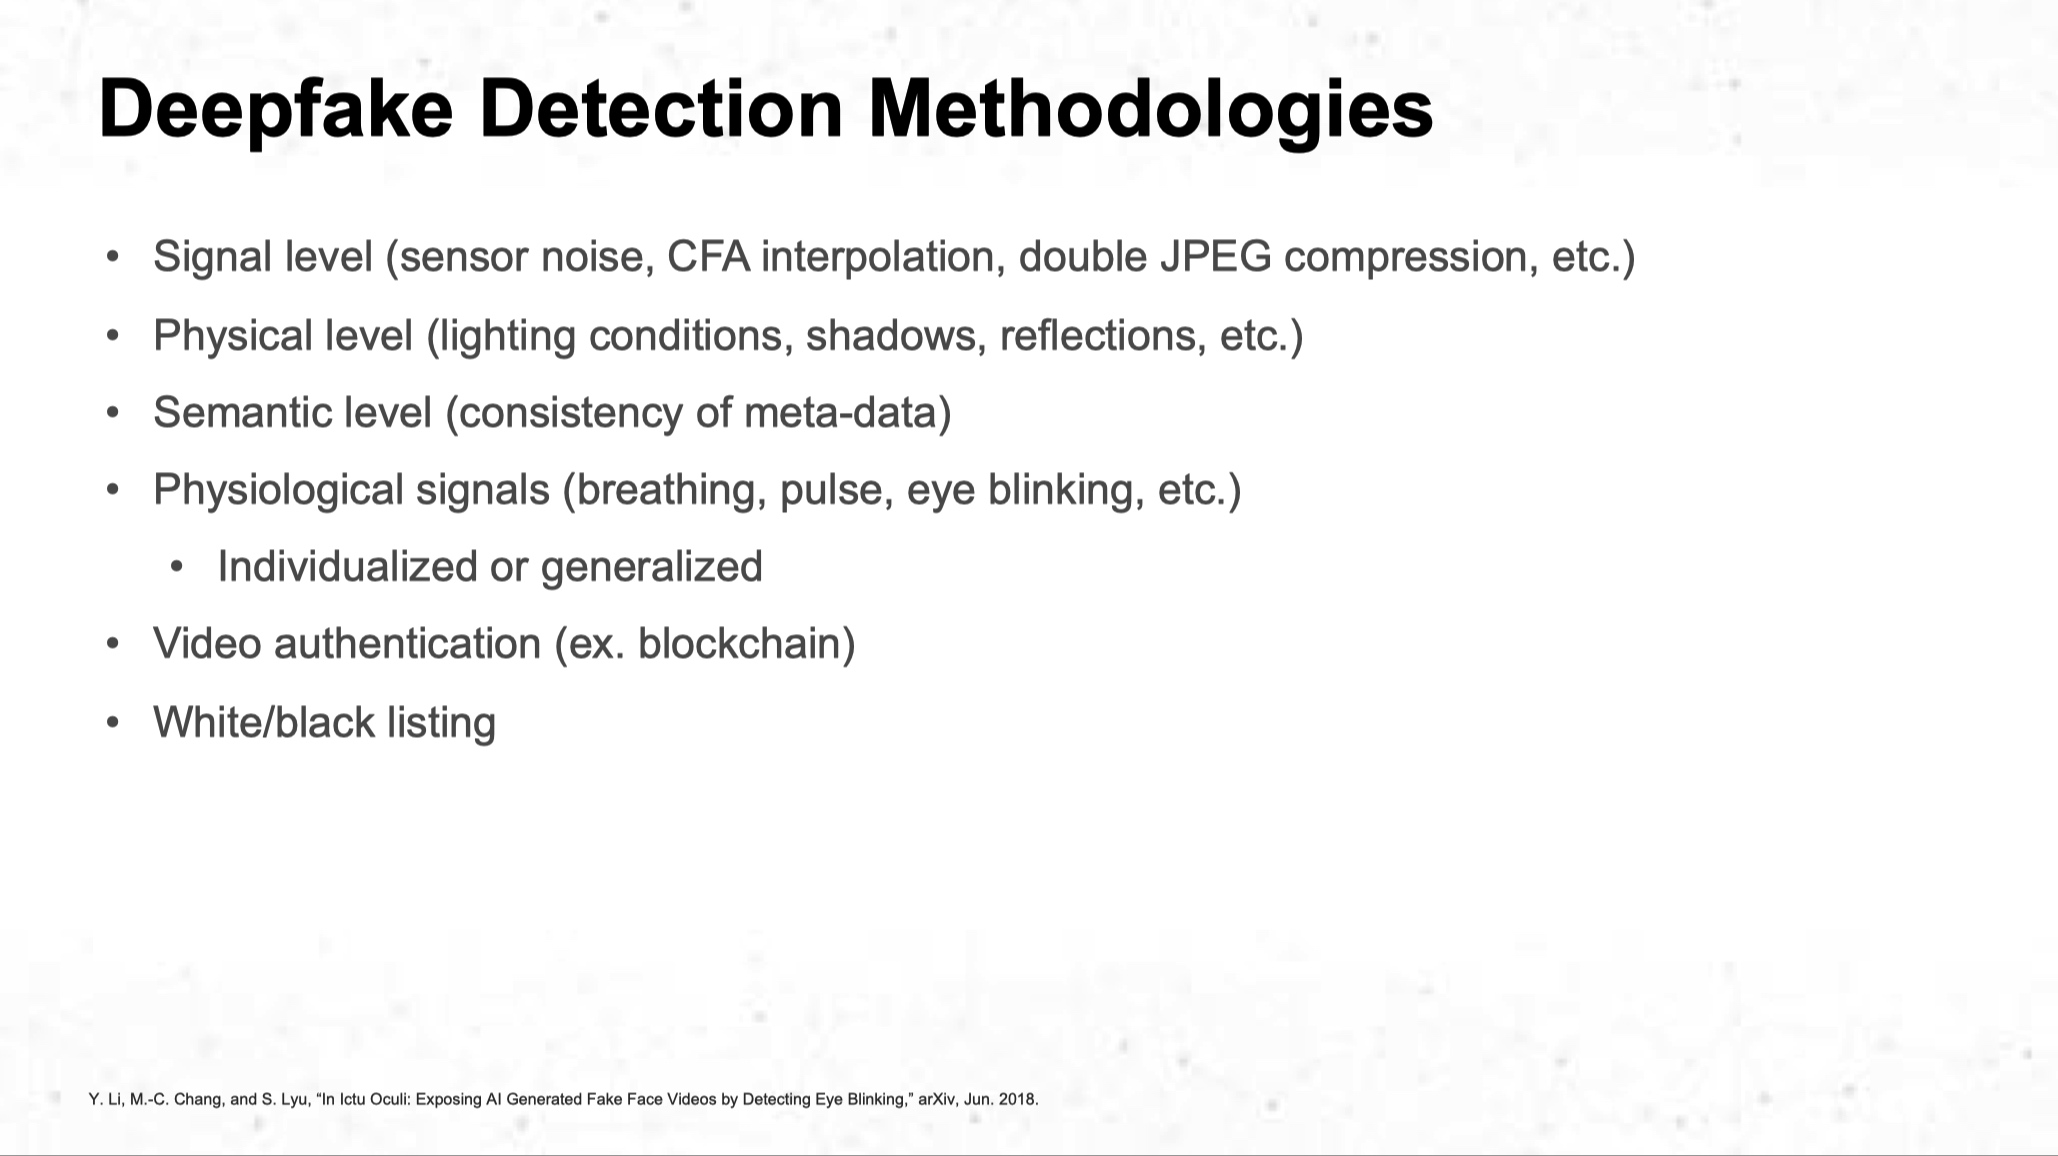 Deepfake Detection Methodologies
• Signal level (sensor noise, CFA interpolation, double JPEG compression, etc.)
• Physical level (lighting conditions, shadows, reflections, etc.)
• Semantic level (consistency of meta-data)
• Physiological signals (breathing, pulse, eye blinking, etc.)
• Individualized or generalized
• Video authentication (ex. blockchain)
• White/black listing
Y. Li, M.-C. Chang, and S. Lyu, “In Ictu Oculi: Exposing AI Generated Fake Face Videos by Detecting Eye Blinking,” arXiv, Jun. 2018.